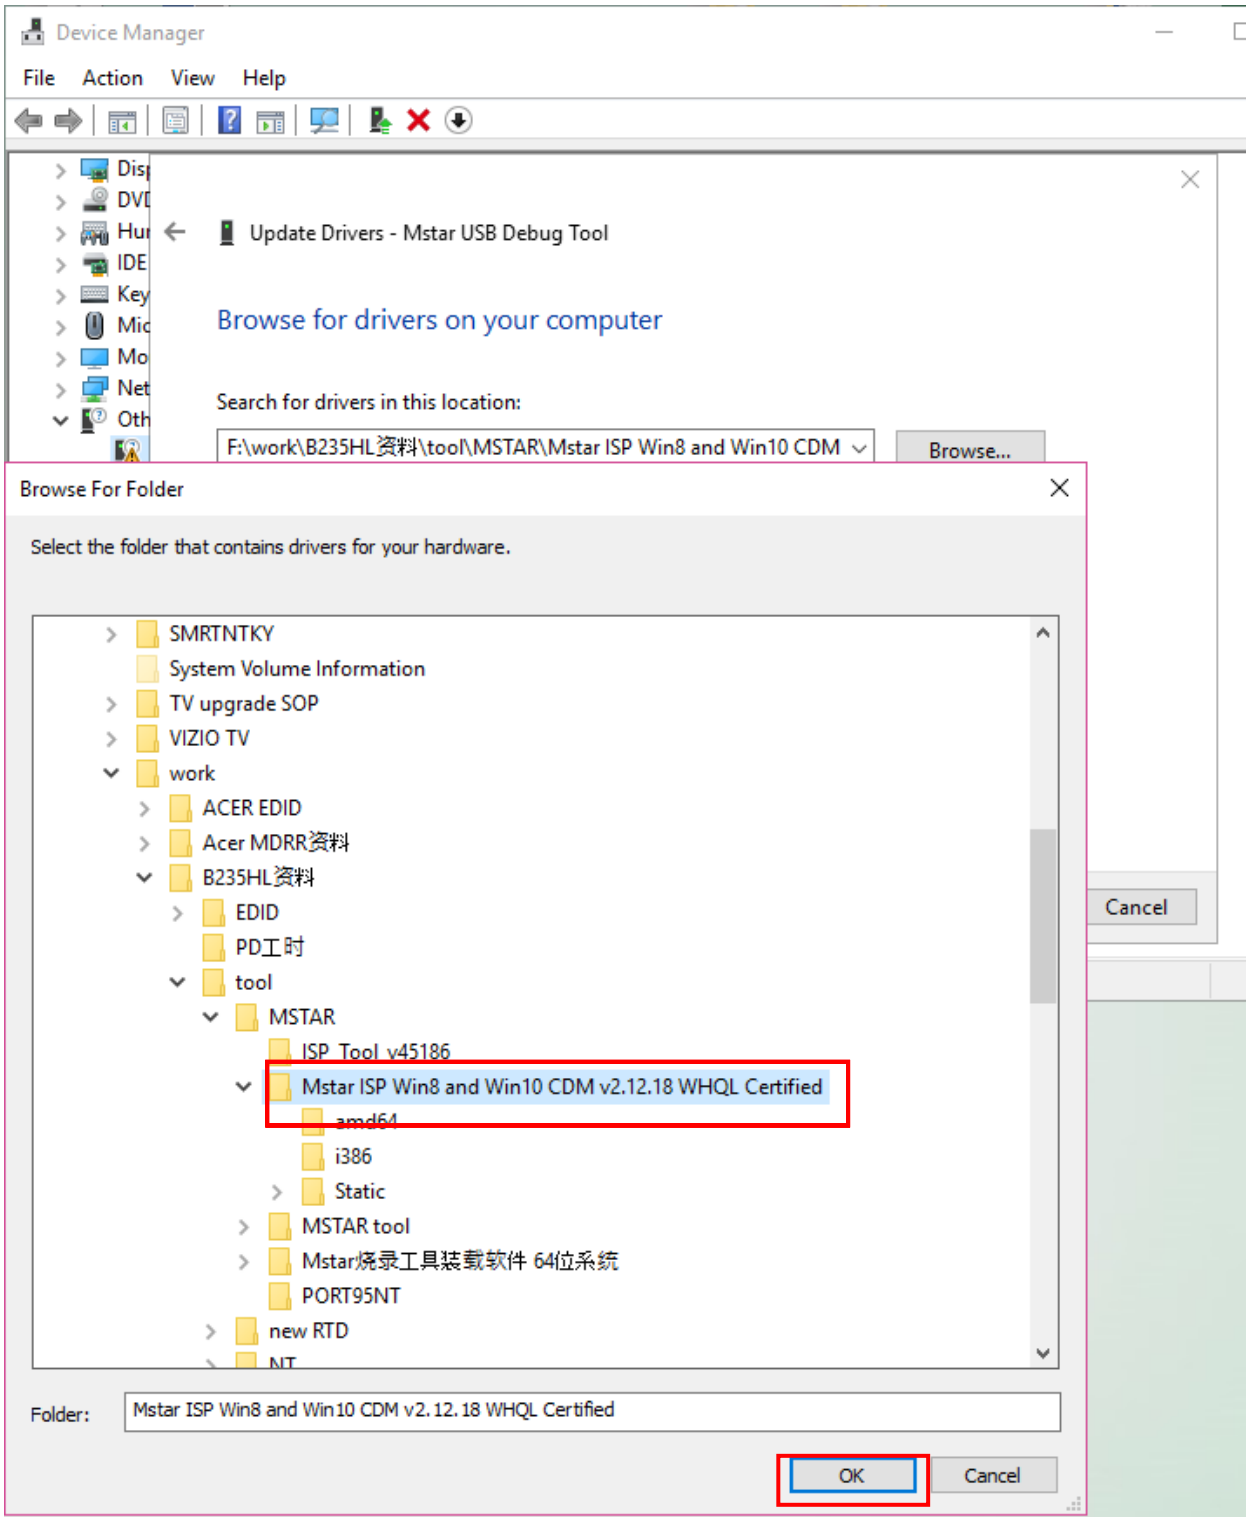 Device Manager
File Action View Help
Disp
DVD
Hur
IDE
Key
Mic
Mo
Net
Oth
Update Drivers - Mstar USB Debug Tool
Browse for drivers on your computer
Search for drivers in this location:
F:\work\B235HL资料\tool\MSTAR\Mstar ISP Win8 and Win10 CDM
Browse...
Browse For Folder
Select the folder that contains drivers for your hardware.
SMRTNTKY
System Volume Information
TV upgrade SOP
VIZIO TV
work
ACER EDID
Acer MDRR资料
B235HL资料
EDID
PD工时
tool
MSTAR
ISP_Tool_v45186
Mstar ISP Win8 and Win10 CDM v2.12.18 WHQL Certified
amd64
i386
Static
MSTAR tool
Mstar烧录工具装载软件 64位系统
PORT95NT
new RTD
NT
Folder: Mstar ISP Win8 and Win10 CDM v2.12.18 WHQL Certified
OK Cancel
Cancel